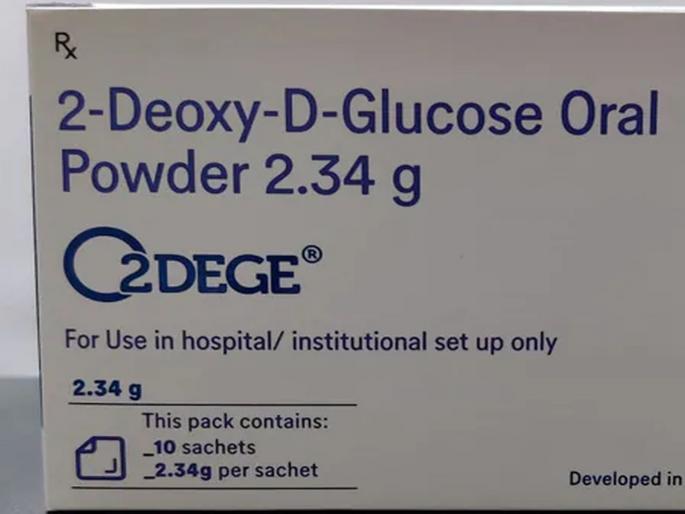 Rx
2-Deoxy-D-Glucose Oral
Powder 2.34 g
O2DEGE®
For Use in hospital/ institutional set up only
2.34 g
This pack contains:
_10 sachets
_2.34g per sachet
Developed in